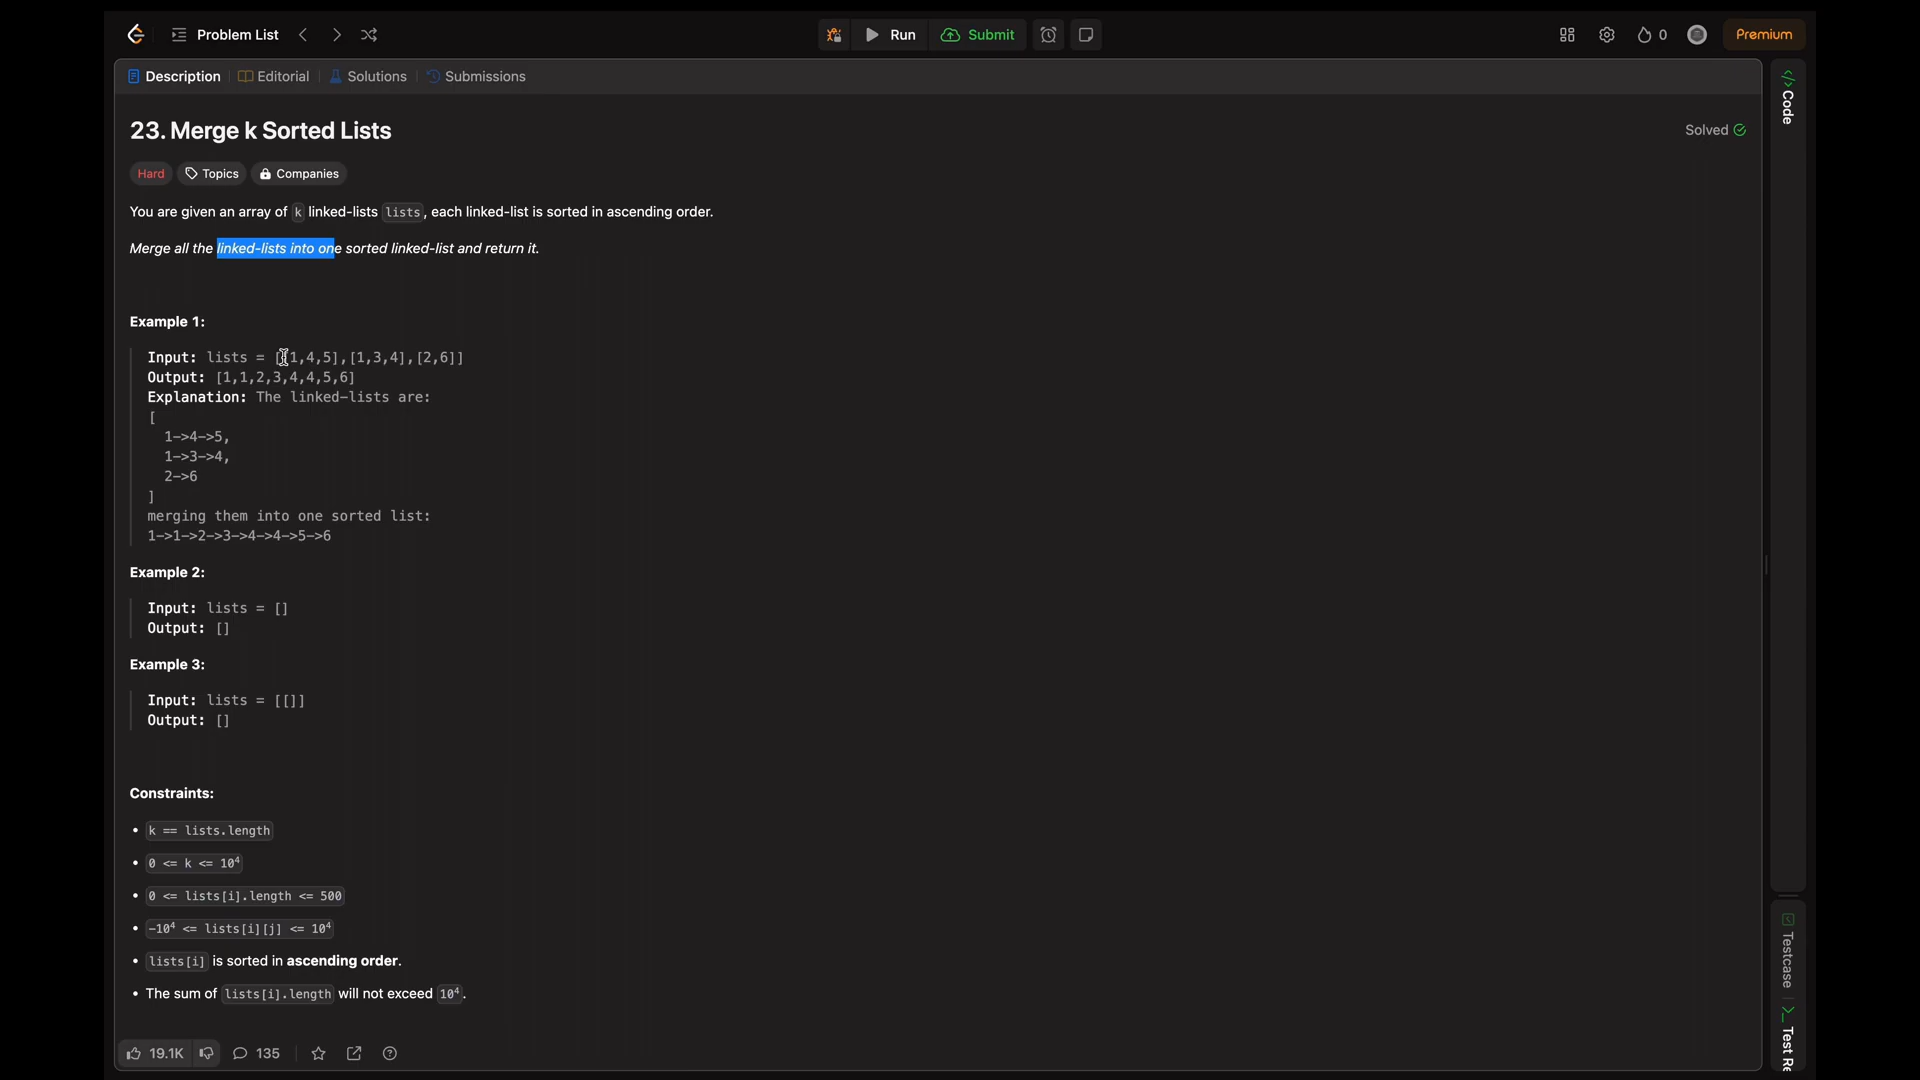 Problem List
Run
Submit
0
Premium
Description
Editorial
Solutions
Submissions
</> Code
23. Merge k Sorted Lists
Solved
Hard
Topics
Companies
You are given an array of k linked-lists lists, each linked-list is sorted in ascending order.
Merge all the linked-lists into one sorted linked-list and return it.
Example 1:
Input: lists = [[1,4,5],[1,3,4],[2,6]]
Output: [1,1,2,3,4,4,5,6]
Explanation: The linked-lists are:
[
1->4->5,
1->3->4,
2->6
]
merging them into one sorted list:
1->1->2->3->4->4->5->6
Example 2:
Input: lists = []
Output: []
Example 3:
Input: lists = [[]]
Output: []
Constraints:
• k == lists.length
• 0 <= k <= 10⁴
• 0 <= lists[i].length <= 500
• -10⁴ <= lists[i][j] <= 10⁴
• lists[i] is sorted in ascending order.
• The sum of lists[i].length will not exceed 10⁴.
Testcase
Test Re
19.1K
135